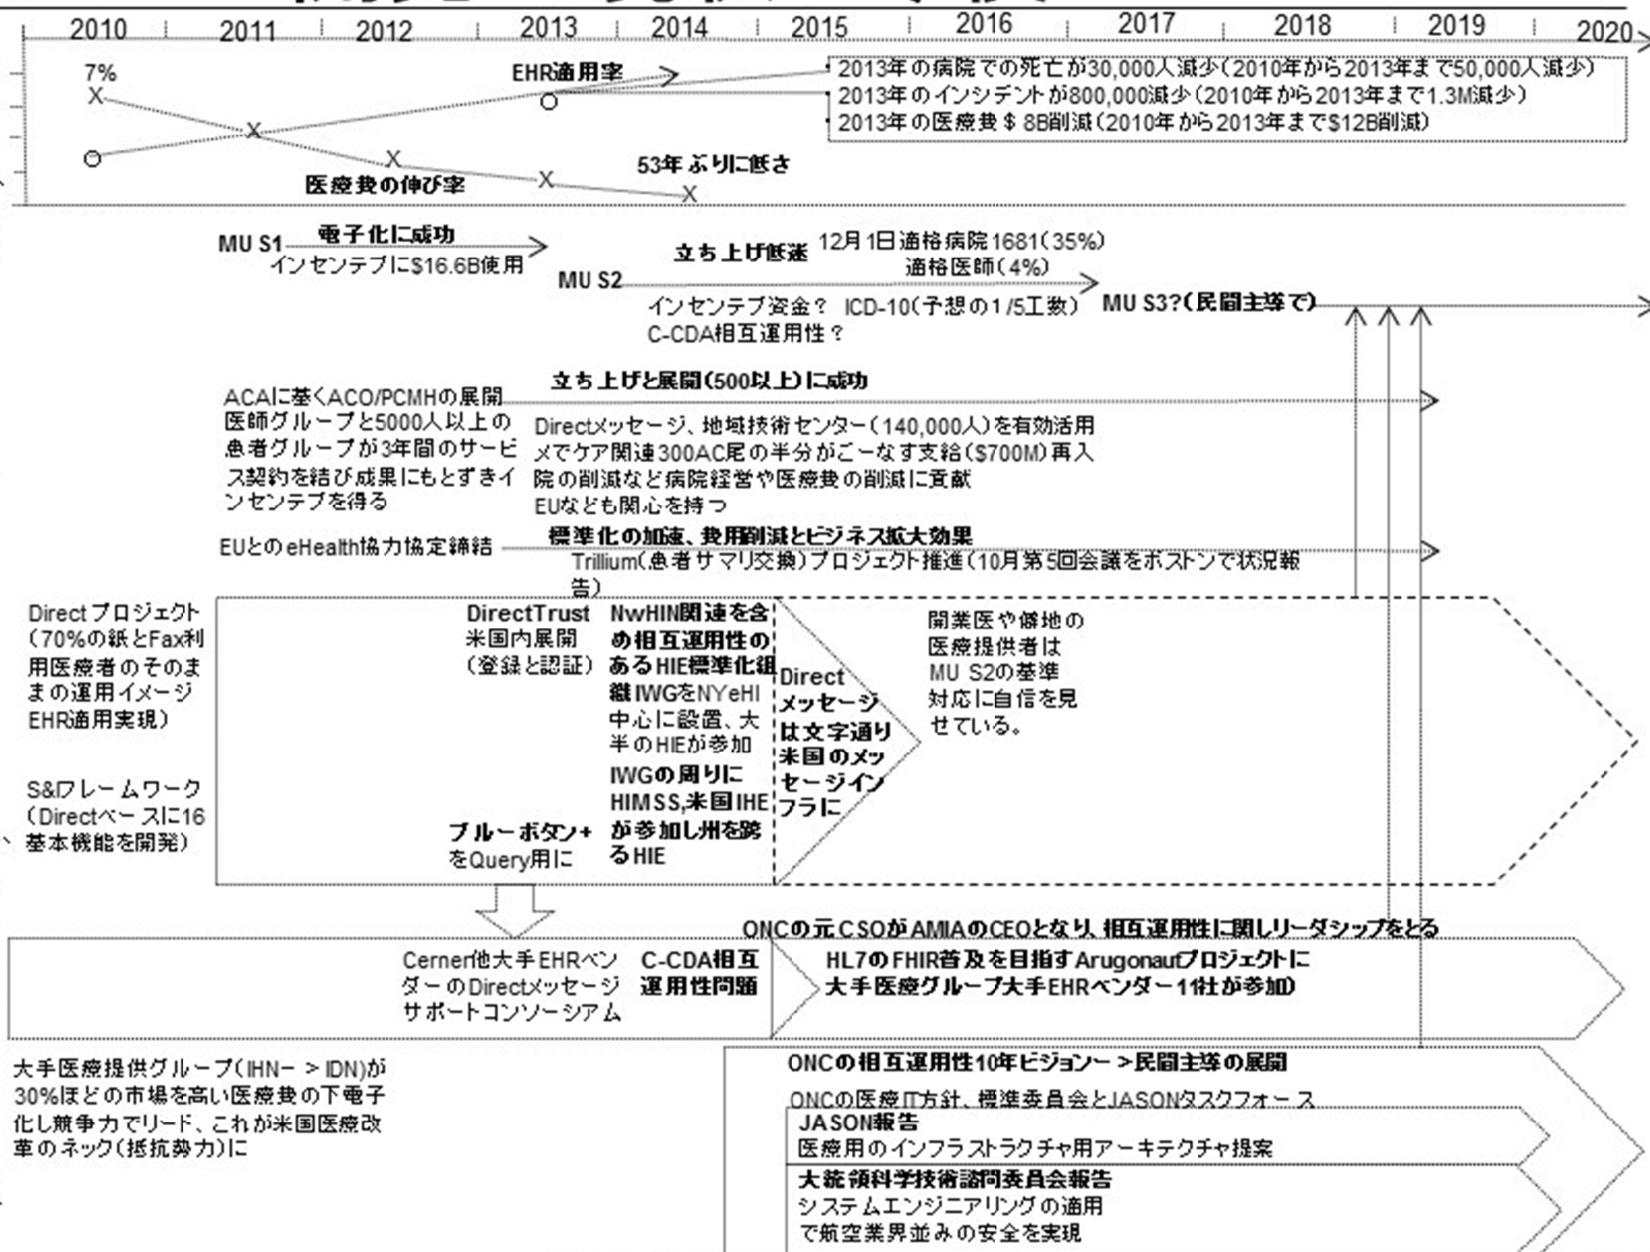 2010 2011 2012 2013 2014 2015 2016 2017 2018 2019 2020
7%
EHR適用率
2013年の病院での死亡が30,000人減少(2010年から2013年まで50,000人減少)
2013年のインシデントが800,000減少(2010年から2013年まで1.3M減少)
2013年の医療費$8B削減(2010年から2013年まで$12B削減)
53年ぶりに低さ
医療費の伸び率
MU S1
電子化に成功
インセンテブに$16.6B使用
MU S2
立ち上げ低迷
12月1日適格病院1681(35%)
適格医師(4%)
インセンテブ資金? ICD-10(予想の1/5工数)
C-CDA相互運用性?
MU S3?(民間主導で)
立ち上げと展開(500以上)に成功
ACAに基くACO/PCMHの展開
医師グループと5000人以上の
患者グループが3年間のサービ
ス契約を結び成果にもとずきイ
ンセンテブを得る
Directメッセージ、地域技術センター(140,000人)を有効活用
メでケア関連300AC尾の半分がごーなす支給($700M)再入
院の削減など病院経営や医療費の削減に貢献
EUなども関心を持つ
EUとのeHealth協力協定締結
標準化の加速、費用削減とビジネス拡大効果
Trillium(患者サマリ交換)プロジェクト推進(10月第5回会議をボストンで状況報
告)
Direct プロジェクト
(70%の紙とFax利
用医療者のそのま
まの運用イメージ
EHR適用実現)
S&Iフレームワーク
(Directベースに16
基本機能を開発)
DirectTrust
米国内展開
(登録と認証)
ブルーボタン+
をQuery用に
NwHIN関連を含
め相互運用性の
あるHIE標準化組
織IWGをNYeHI
中心に設置、大
半のHIEが参加
IWGの周りに
HIMSS,米国IHE
が参加し州を跨
るHIE
Direct
メッセージ
は文字通り
米国のメッ
セージイン
フラに
開業医や僻地の
医療提供者は
MU S2の基準
対応に自信を見
せている。
ONCの元CSOがAMIAのCEOとなり、相互運用性に関しリーダシップをとる
Cerner他大手EHRベン
ダーのDirectメッセージ
サポートコンソーシアム
C-CDA相互
運用性問題
HL7のFHIR普及を目指すArugonautプロジェクトに
大手医療グループ大手EHRベンダー11社が参加)
大手医療提供グループ(IHNー>IDN)が
30%ほどの市場を高い医療費の下電子
化し競争力でリード、これが米国医療改
革のネック(抵抗勢力)に
ONCの相互運用性10年ビジョンー>民間主導の展開
ONCの医療IT方針、標準委員会とJASONタスクフォース
JASON報告
医療用のインフラストラクチャ用アーキテクチャ提案
大統領科学技術諮問委員会報告
システムエンジニアリングの適用
で航空業界並みの安全を実現